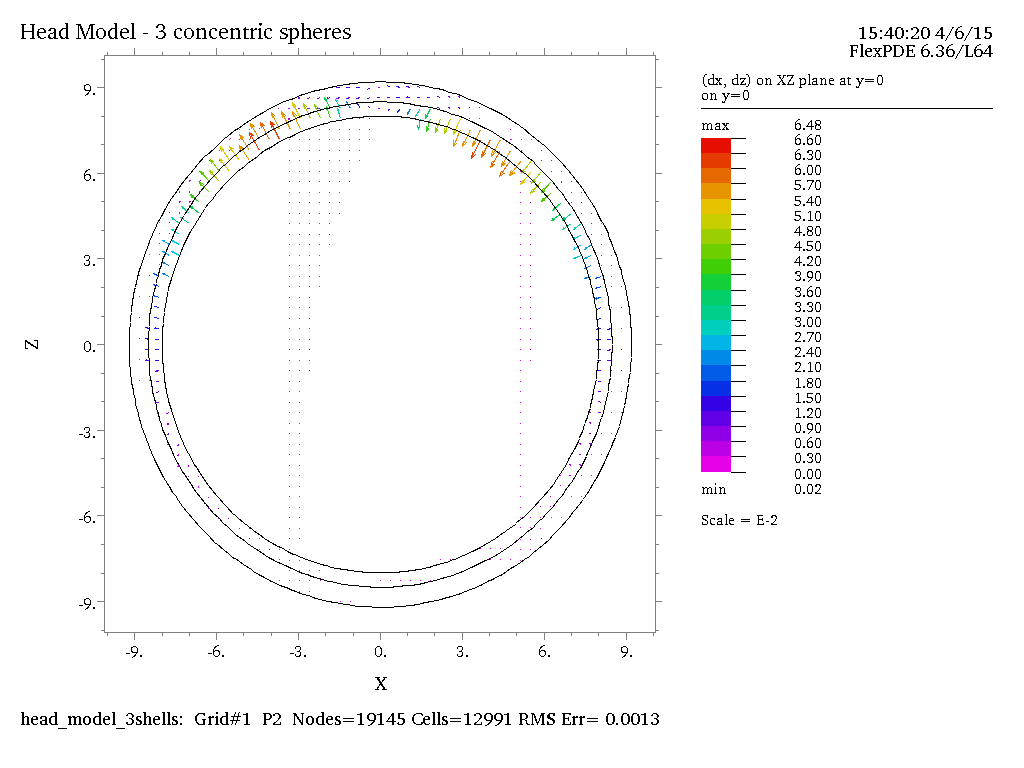 Head Model - 3 concentric spheres
15:40:20 4/6/15
FlexPDE 6.36/L64
(dx, dz) on XZ plane at y=0
on y=0
max 6.48
6.60
6.30
6.00
5.70
5.40
5.10
4.80
4.50
4.20
3.90
3.60
3.30
3.00
2.70
2.40
2.10
1.80
1.50
1.20
0.90
0.60
0.30
0.00
min 0.02
Scale = E-2
9.
6.
3.
0.
-3.
-6.
-9.
Z
-9. -6. -3. 0. 3. 6. 9.
X
head_model_3shells: Grid#1 P2 Nodes=19145 Cells=12991 RMS Err= 0.0013